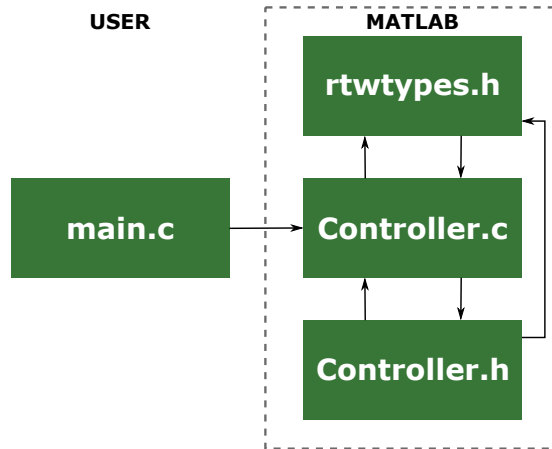 USER
MATLAB
rtwtypes.h
main.c
Controller.c
Controller.h